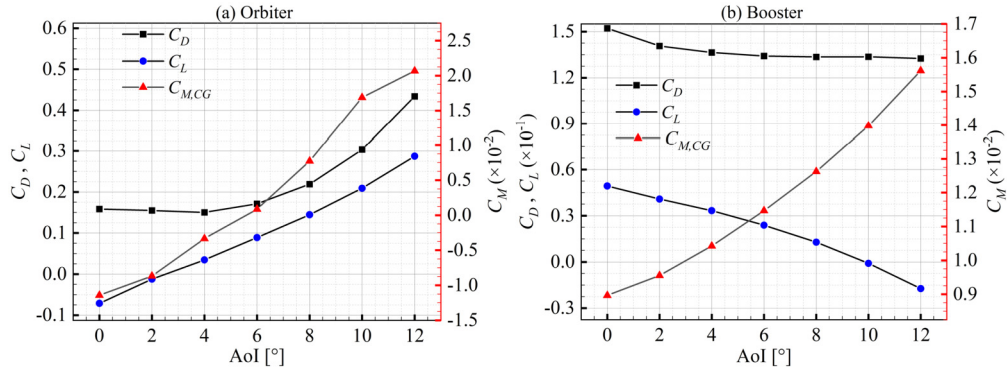 (a) Orbiter
C_D
C_L
C_{M,CG}
0.6
0.5
0.4
0.3
0.2
0.1
0.0
-0.1
C_D , C_L
2.5
2.0
1.5
1.0
0.5
0.0
-0.5
-1.0
-1.5
C_M (×10⁻²)
0 2 4 6 8 10 12
AoI [°]
(b) Booster
C_D
C_L
C_{M,CG}
1.5
1.2
0.9
0.6
0.3
0.0
-0.3
C_D , C_L (×10⁻¹)
1.7
1.6
1.5
1.4
1.3
1.2
1.1
1.0
0.9
C_M (×10⁻²)
0 2 4 6 8 10 12
AoI [°]